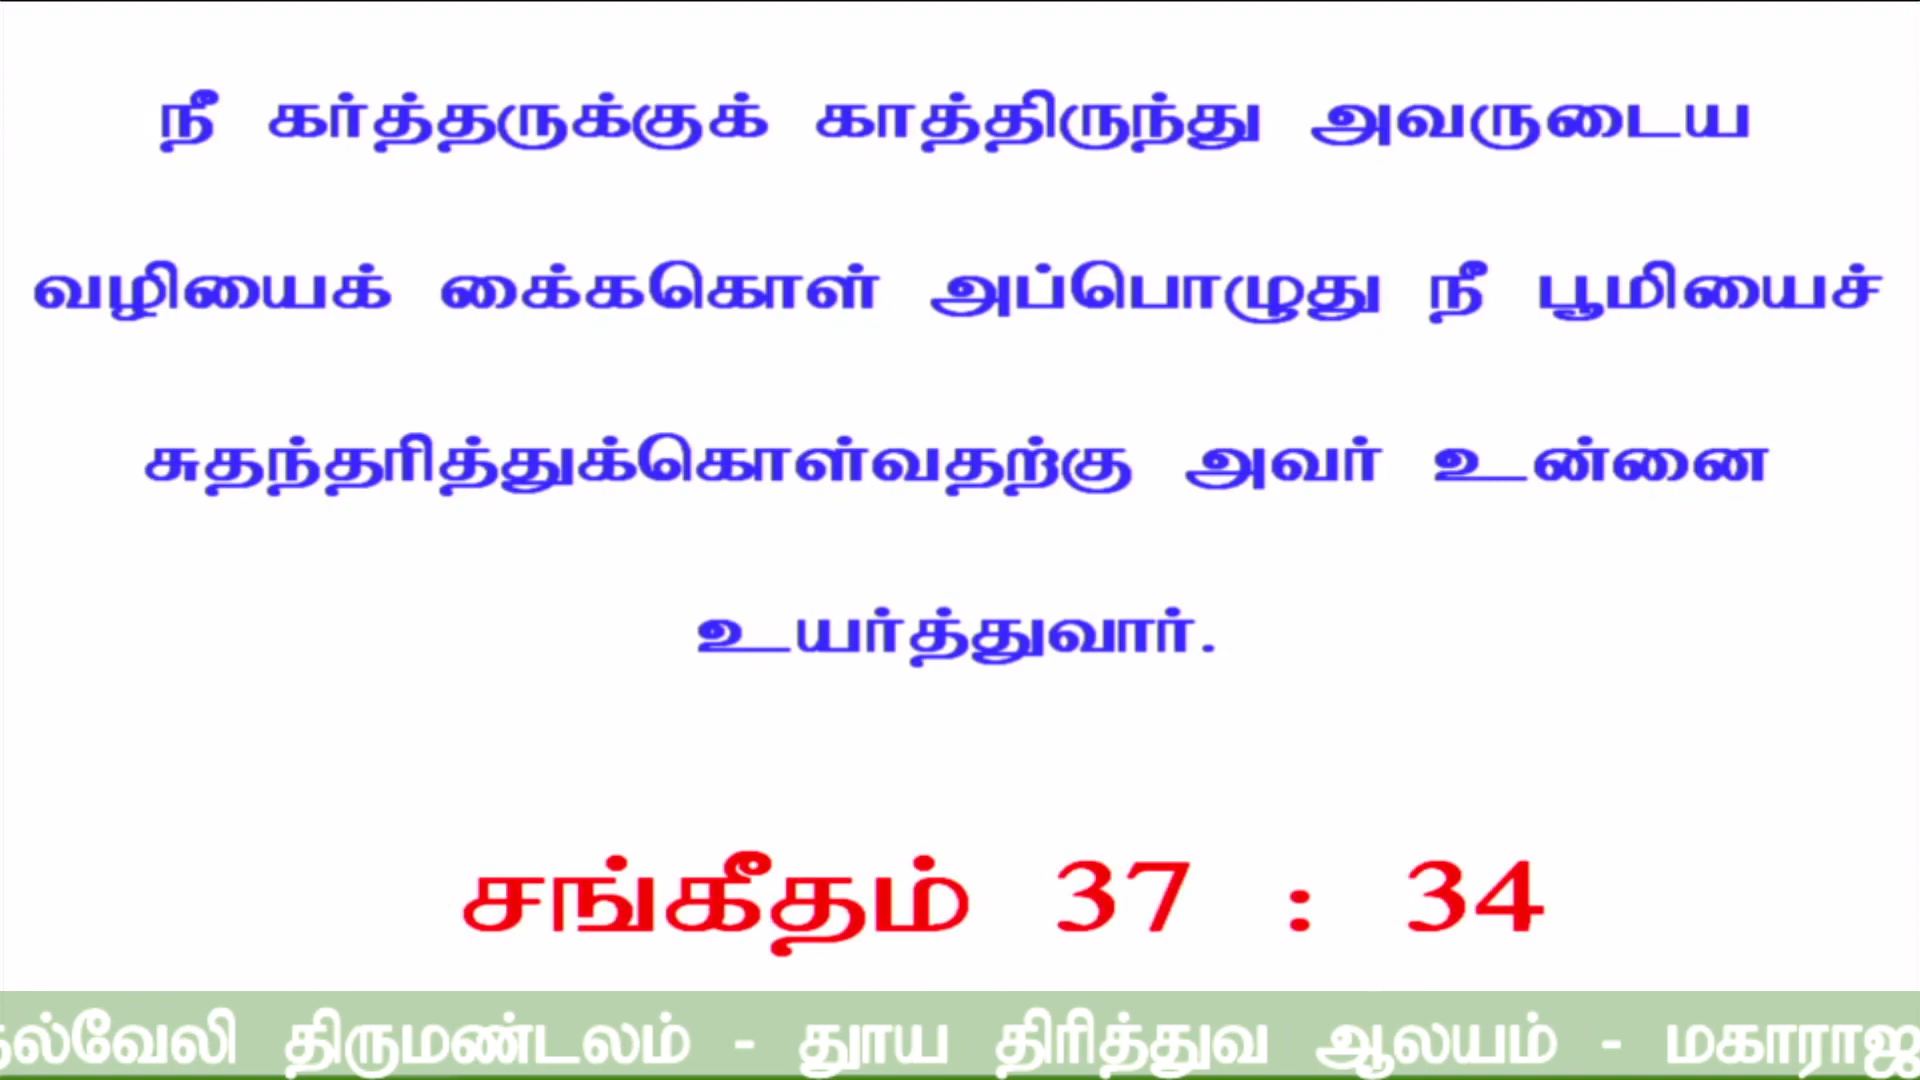 நீ கர்த்தருக்குக் காத்திருந்து அவருடைய
வழியைக் கைக்கொள் அப்பொழுது நீ பூமியைச்
சுதந்தரித்துக்கொள்வதற்கு அவர் உன்னை
உயர்த்துவார்.
சங்கீதம் 37 : 34
திருமண்டலம் - தூய திரித்துவ ஆலயம் -